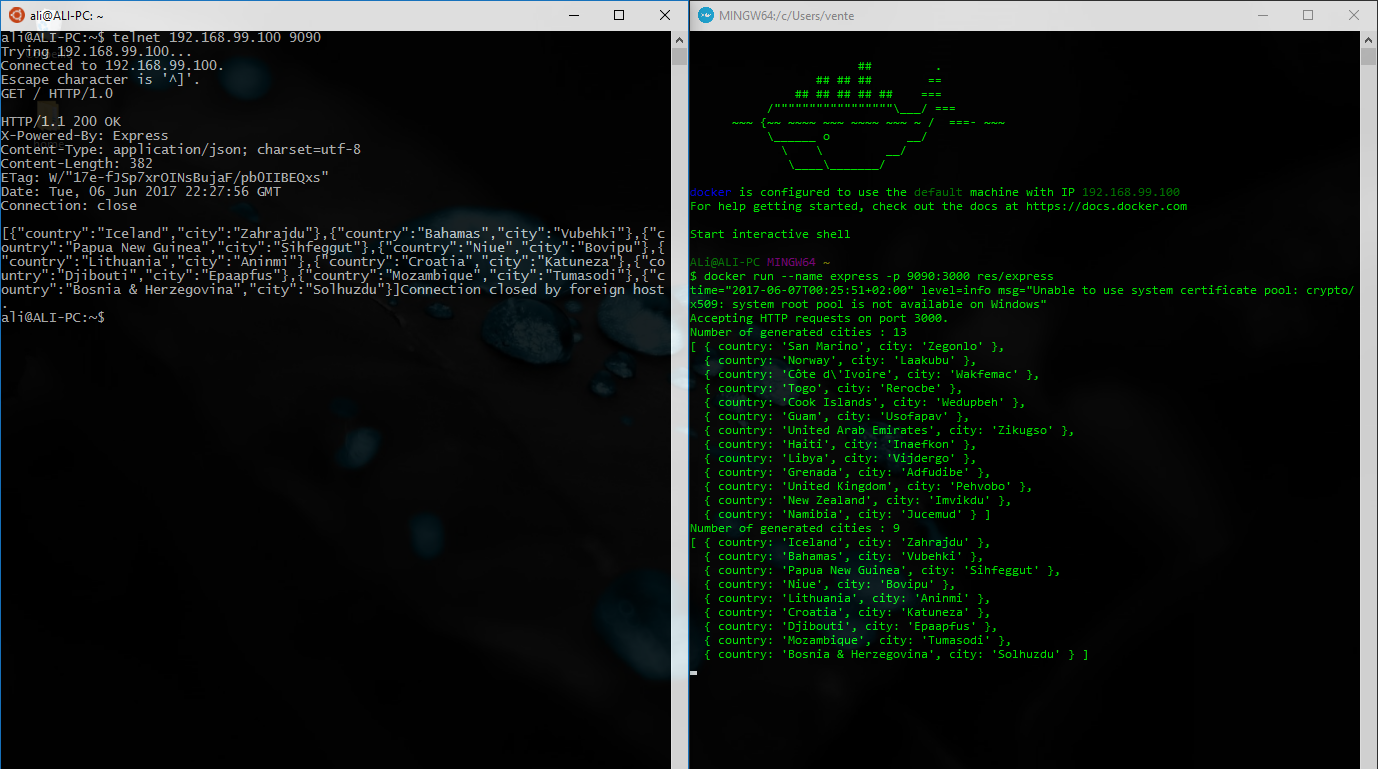 ali@ALI-PC: ~
ali@ALI-PC:~$ telnet 192.168.99.100 9090
Trying 192.168.99.100...
Connected to 192.168.99.100.
Escape character is '^]'.
GET / HTTP/1.0

HTTP/1.1 200 OK
X-Powered-By: Express
Content-Type: application/json; charset=utf-8
Content-Length: 382
ETag: W/"17e-fJSp7xrOINsBujaF/pbOIIBEQxs"
Date: Tue, 06 Jun 2017 22:27:56 GMT
Connection: close

[{"country":"Iceland","city":"Zahrajdu"},{"country":"Bahamas","city":"Vubehki"},{"c
ountry":"Papua New Guinea","city":"Sihfeggut"},{"country":"Niue","city":"Bovipu"},{
"country":"Lithuania","city":"Aninmi"},{"country":"Croatia","city":"Katuneza"},{"co
untry":"Djibouti","city":"Epaapfus"},{"country":"Mozambique","city":"Tumasodi"},{"c
ountry":"Bosnia & Herzegovina","city":"Solhuzdu"}]Connection closed by foreign host
.
ali@ALI-PC:~$
MINGW64:/c/Users/vente
                        ##         .
                  ## ## ##        ==
               ## ## ## ## ##    ===
           /"""""""""""""""""\___/ ===
      ~~~ {~~ ~~~~ ~~~ ~~~~ ~~~ ~ /  ===- ~~~
           \______ o           __/
             \    \         __/
              \____\_______/

docker is configured to use the default machine with IP 192.168.99.100
For help getting started, check out the docs at https://docs.docker.com

Start interactive shell

ALi@ALI-PC MINGW64 ~
$ docker run --name express -p 9090:3000 res/express
time="2017-06-07T00:25:51+02:00" level=info msg="Unable to use system certificate pool: crypto/
x509: system root pool is not available on Windows"
Accepting HTTP requests on port 3000.
Number of generated cities : 13
[ { country: 'San Marino', city: 'Zegonlo' },
  { country: 'Norway', city: 'Laakubu' },
  { country: 'Côte d\'Ivoire', city: 'Wakfemac' },
  { country: 'Togo', city: 'Rerocbe' },
  { country: 'Cook Islands', city: 'Wedupbeh' },
  { country: 'Guam', city: 'Usofapav' },
  { country: 'United Arab Emirates', city: 'Zikugso' },
  { country: 'Haiti', city: 'Inaefkon' },
  { country: 'Libya', city: 'Vijdergo' },
  { country: 'Grenada', city: 'Adfudibe' },
  { country: 'United Kingdom', city: 'Pehvobo' },
  { country: 'New Zealand', city: 'Imvikdu' },
  { country: 'Namibia', city: 'Jucemud' } ]
Number of generated cities : 9
[ { country: 'Iceland', city: 'Zahrajdu' },
  { country: 'Bahamas', city: 'Vubehki' },
  { country: 'Papua New Guinea', city: 'Sihfeggut' },
  { country: 'Niue', city: 'Bovipu' },
  { country: 'Lithuania', city: 'Aninmi' },
  { country: 'Croatia', city: 'Katuneza' },
  { country: 'Djibouti', city: 'Epaapfus' },
  { country: 'Mozambique', city: 'Tumasodi' },
  { country: 'Bosnia & Herzegovina', city: 'Solhuzdu' } ]